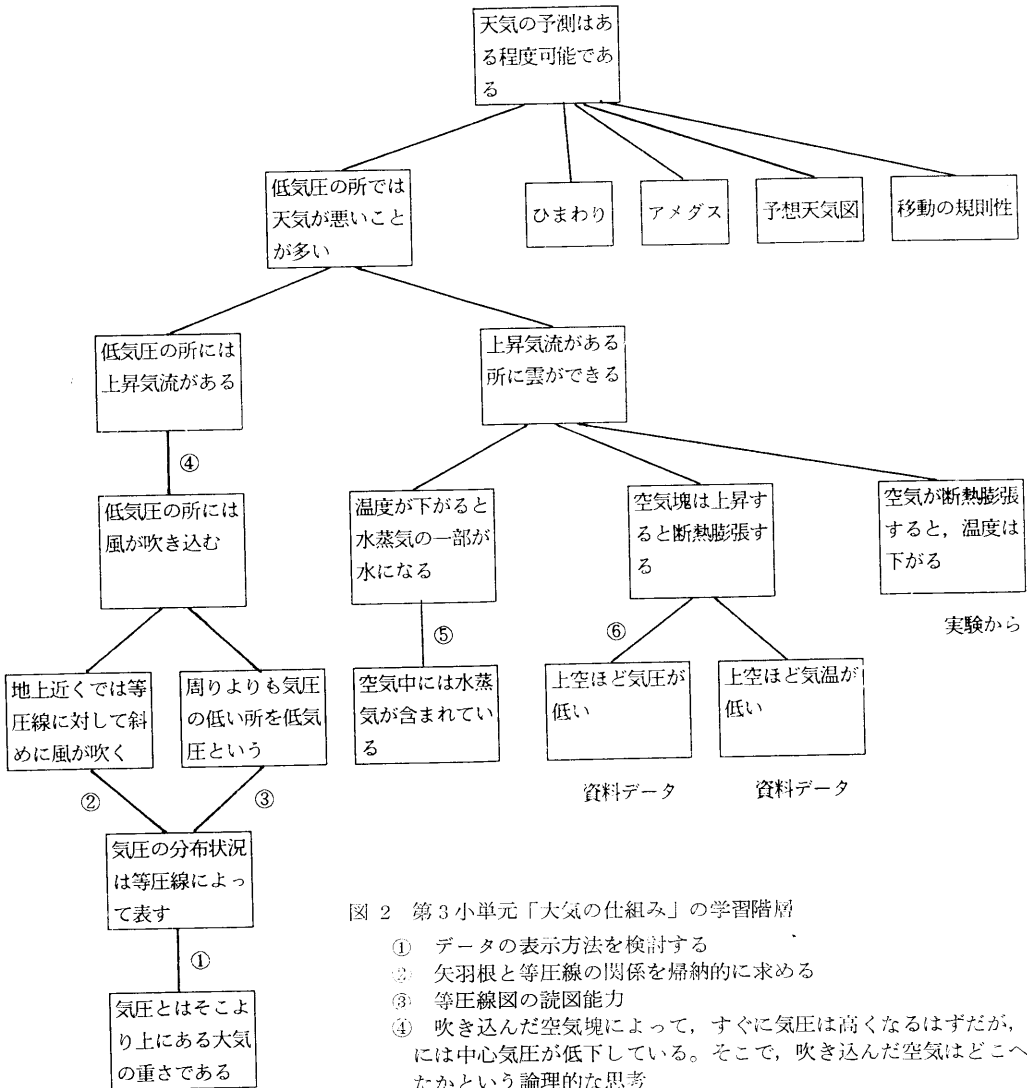 天気の予測はあ
る程度可能であ
る
低気圧の所では
天気が悪いこと
が多い
ひまわり
アメダス
予想天気図
移動の規則性
低気圧の所には
上昇気流がある
上昇気流がある
所に雲ができる
④
低気圧の所には
風が吹き込む
温度が下がると
水蒸気の一部が
水になる
空気塊は上昇す
ると断熱膨張す
る
空気が断熱膨張
すると，温度は
下がる
実験から
⑤
⑥
地上近くでは等
圧線に対して斜
めに風が吹く
周りよりも気圧
の低い所を低気
圧という
空気中には水蒸
気が含まれてい
る
上空ほど気圧が
低い
上空ほど気温が
低い
資料データ
資料データ
②
③
気圧の分布状況
は等圧線によっ
て表す
①
気圧とはそこよ
り上にある大気
の重さである
図 2 第3小単元「大気の仕組み」の学習階層
① データの表示方法を検討する
② 矢羽根と等圧線の関係を帰納的に求める
③ 等圧線図の読図能力
④ 吹き込んだ空気塊によって，すぐに気圧は高くなるはずだが，
には中心気圧が低下している。そこで，吹き込んだ空気はどこへ
たかという論理的な思考